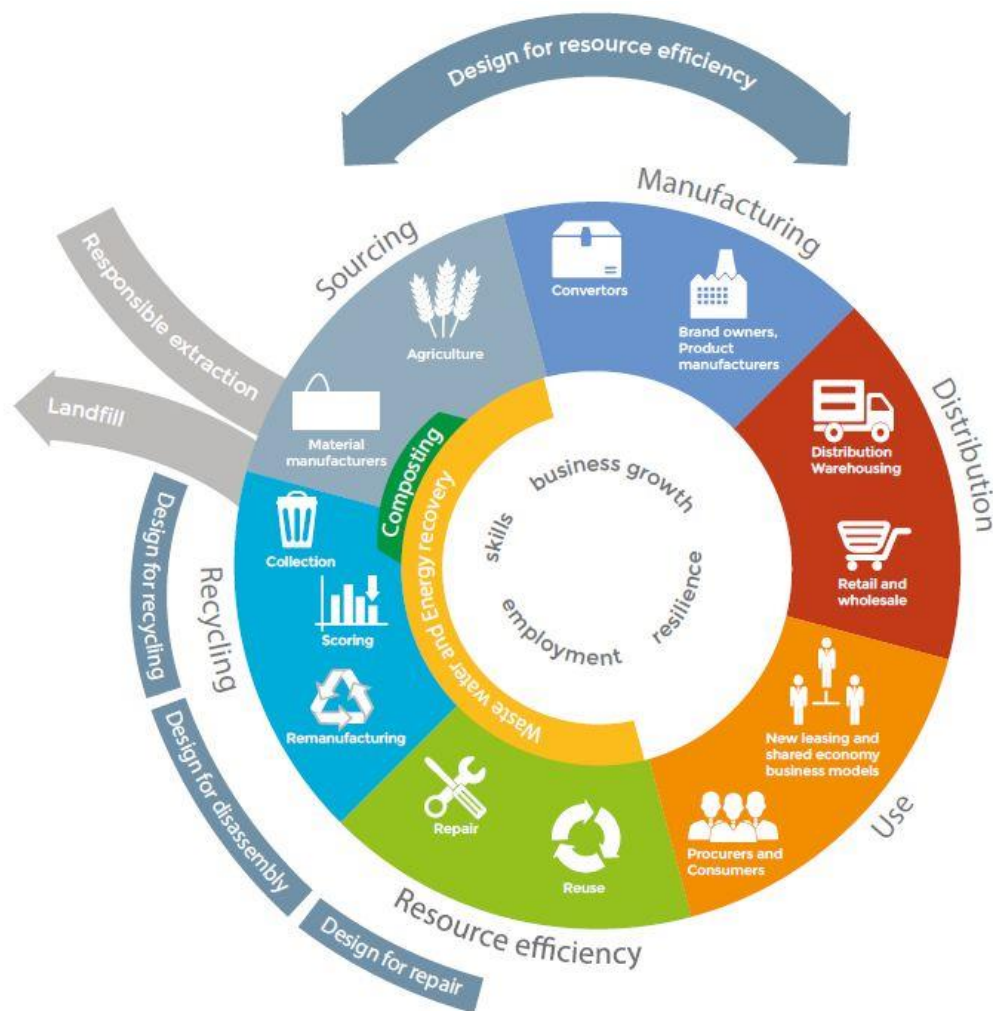 Design for resource efficiency
Manufacturing
Sourcing
Responsible extraction
Landfill
Convertors
Brand owners,
Product
manufacturers
Agriculture
Material
manufacturers
Distribution
Distribution
Warehousing
Retail and
wholesale
Composting
Waste water and Energy recovery
business growth
skills
resilience
employment
Design for recycling
Recycling
Collection
Scoring
Remanufacturing
New leasing and
shared economy
business models
Use
Procurers and
Consumers
Repair
Reuse
Resource efficiency
Design for disassembly
Design for repair